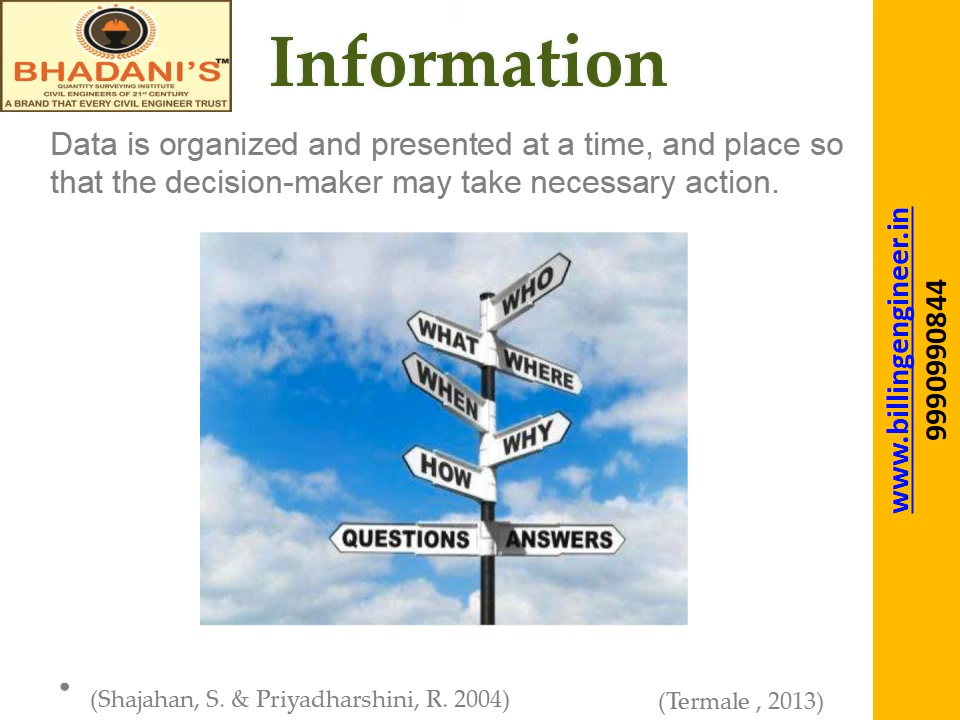 BHADANI'S™
QUANTITY SURVEYING INSTITUTE
CIVIL ENGINEERS OF 21ST CENTURY
A BRAND THAT EVERY CIVIL ENGINEER TRUST
Information
Data is organized and presented at a time, and place so
that the decision-maker may take necessary action.
WHO
WHAT
WHERE
WHEN
WHY
HOW
QUESTIONS
ANSWERS
www.billingengineer.in
9990990844
• (Shajahan, S. & Priyadharshini, R. 2004)
(Termale , 2013)